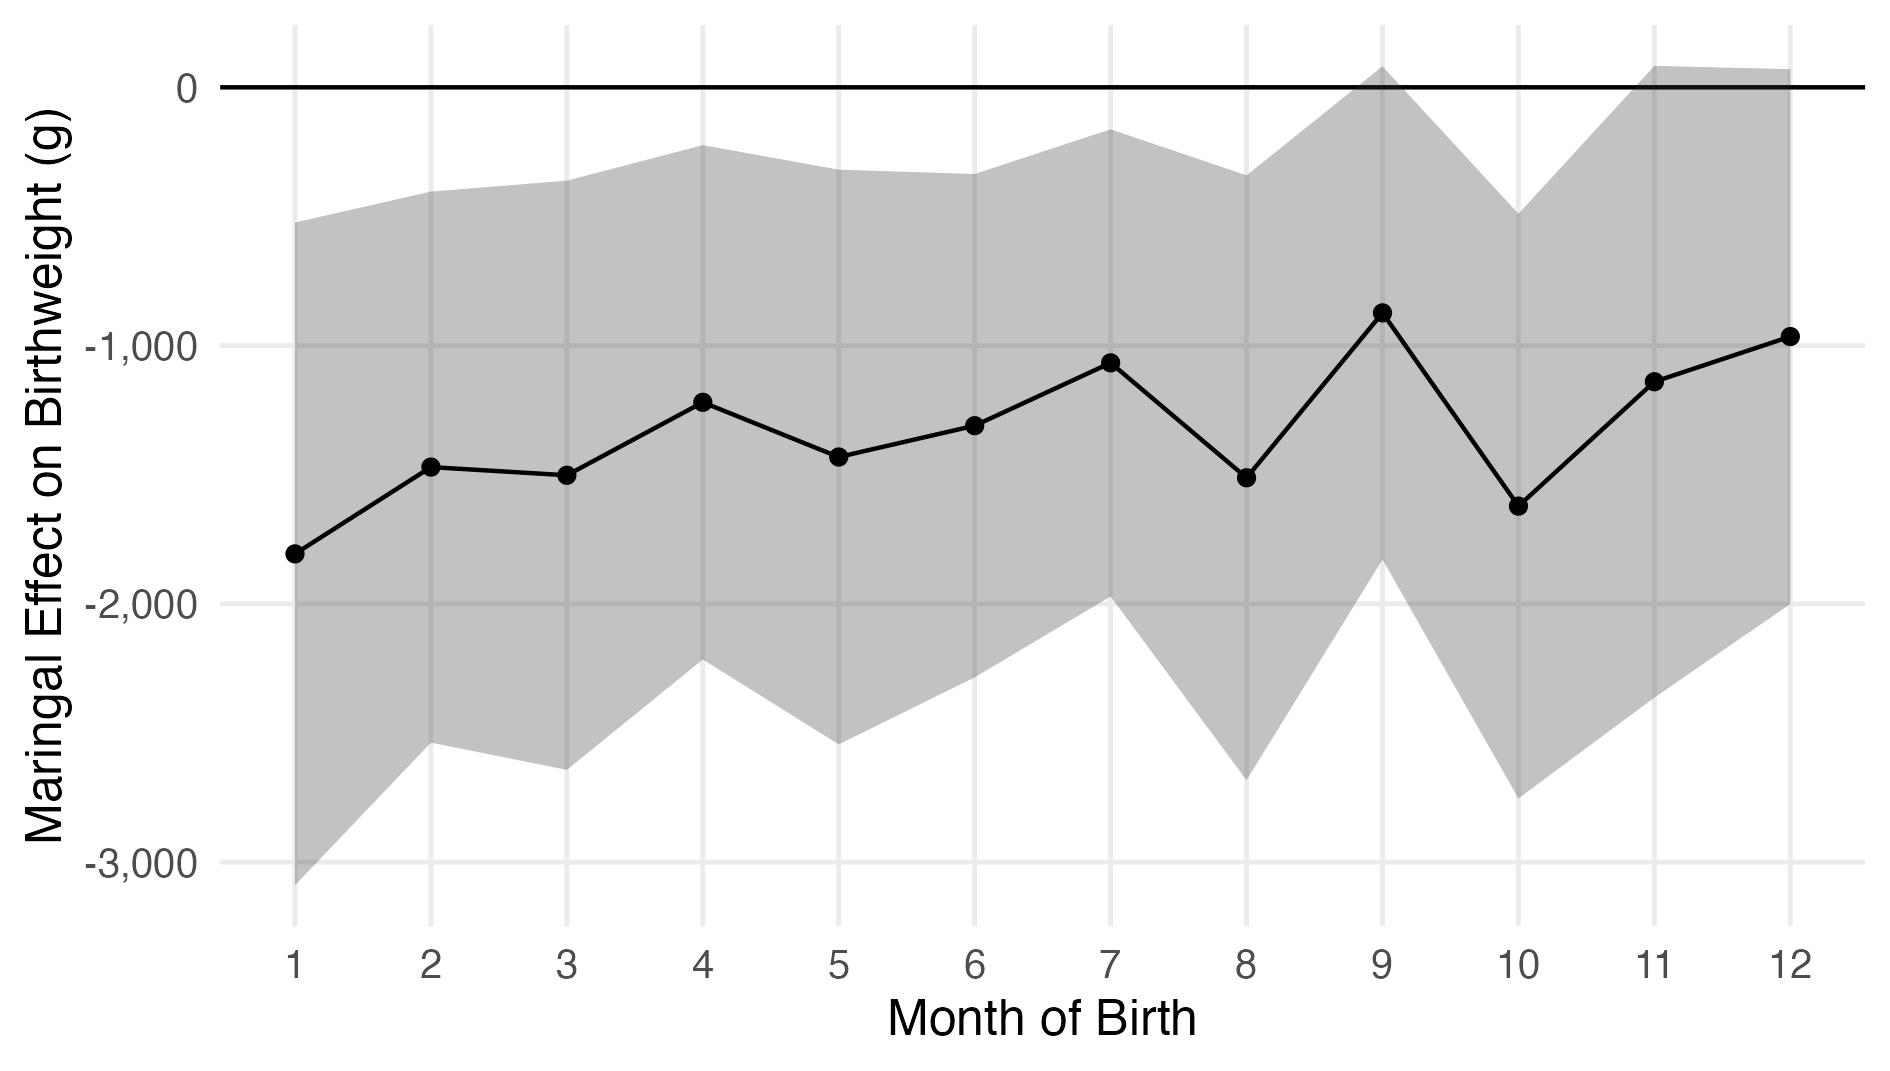 Maringal Effect on Birthweight (g)
0
-1,000
-2,000
-3,000
1 2 3 4 5 6 7 8 9 10 11 12
Month of Birth